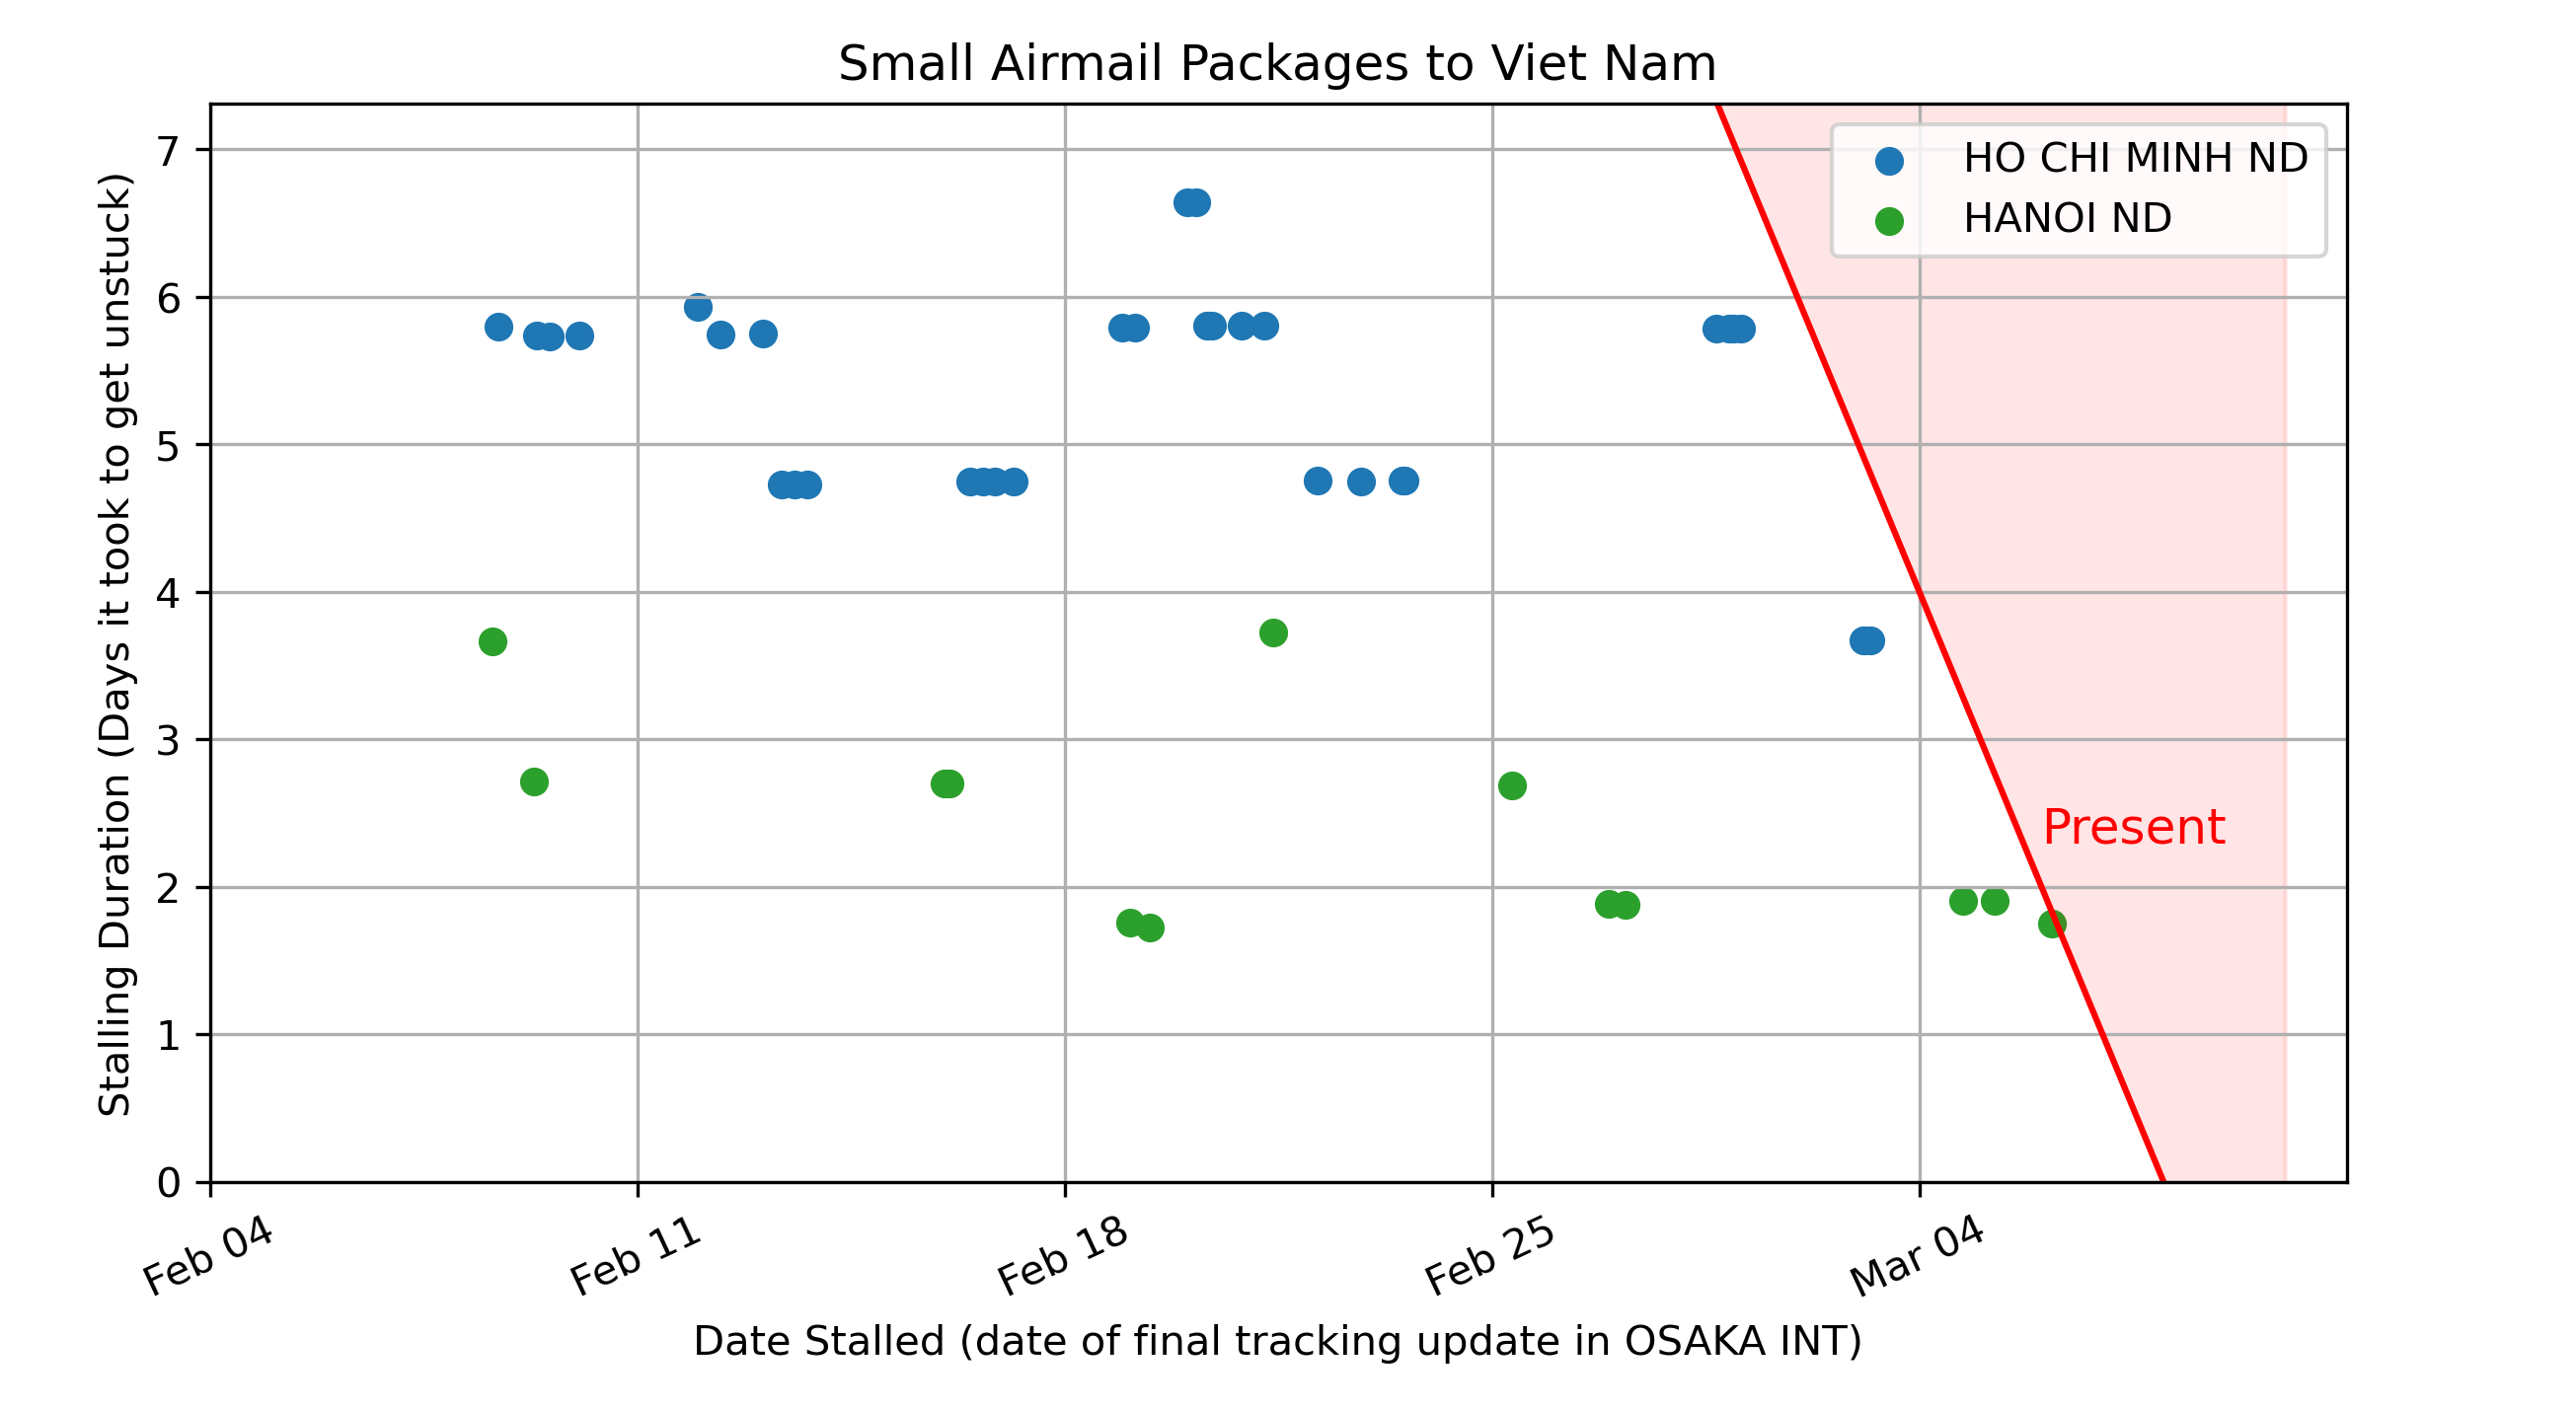 Small Airmail Packages to Viet Nam
HO CHI MINH ND
HANOI ND
Present
Stalling Duration (Days it took to get unstuck)
7
6
5
4
3
2
1
0
Feb 04
Feb 11
Feb 18
Feb 25
Mar 04
Date Stalled (date of final tracking update in OSAKA INT)